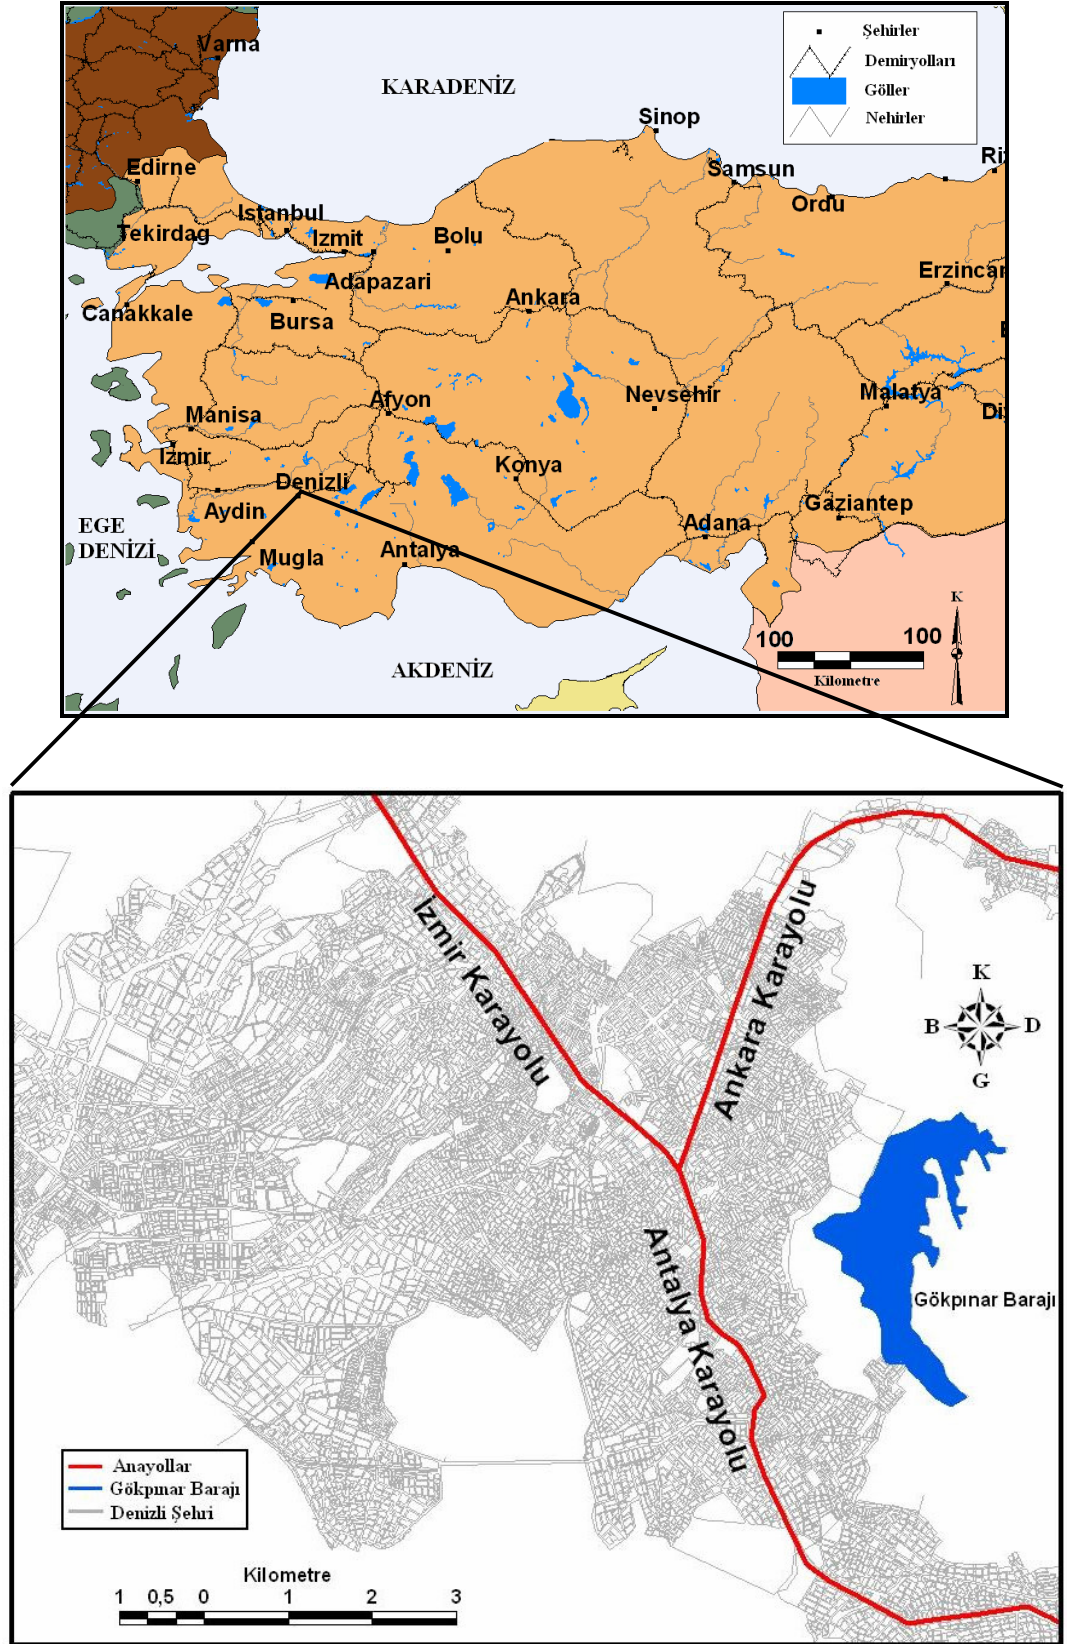 Varna
KARADENİZ
Şehirler
Demiryolları
Göller
Nehirler
Sinop
Edirne
Samsun
Ri
Istanbul
Ordu
Tekirdag
Izmit
Bolu
Erzincan
Adapazari
Ankara
Canakkale
Bursa
Afyon
Nevsehir
Malatya
Manisa
Di
Izmir
Konya
Denizli
Aydin
Gaziantep
EGE
DENİZİ
Adana
Mugla
Antalya
K
100 100
Kilometre
AKDENİZ
İzmir Karayolu
Ankara Karayolu
K
B D
G
Antalya Karayolu
Gökpınar Barajı
Anayollar
Gökpınar Barajı
Denizli Şehri
Kilometre
1 0,5 0 1 2 3